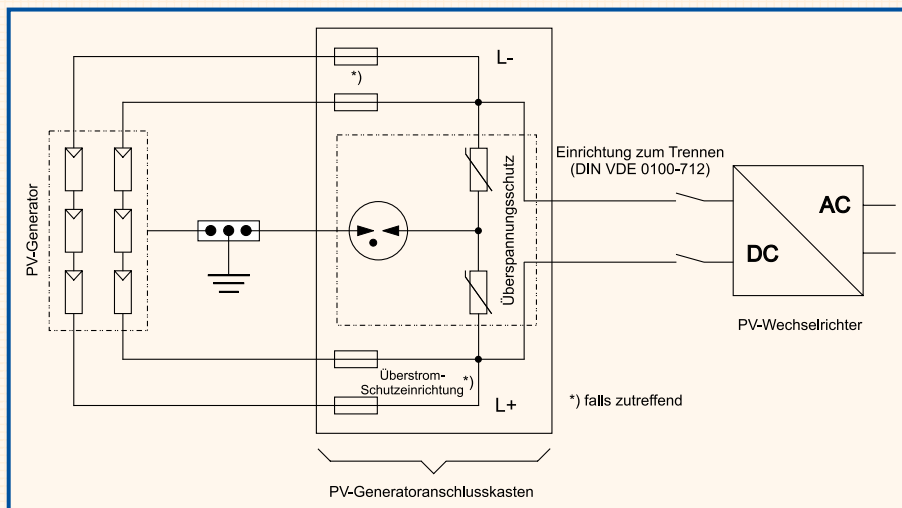 L-
*)
Einrichtung zum Trennen
(DIN VDE 0100-712)
PV-Generator
Überspannungsschutz
AC
DC
PV-Wechselrichter
Überstrom-
Schutzeinrichtung *)
L+
*) falls zutreffend
PV-Generatoranschlusskasten